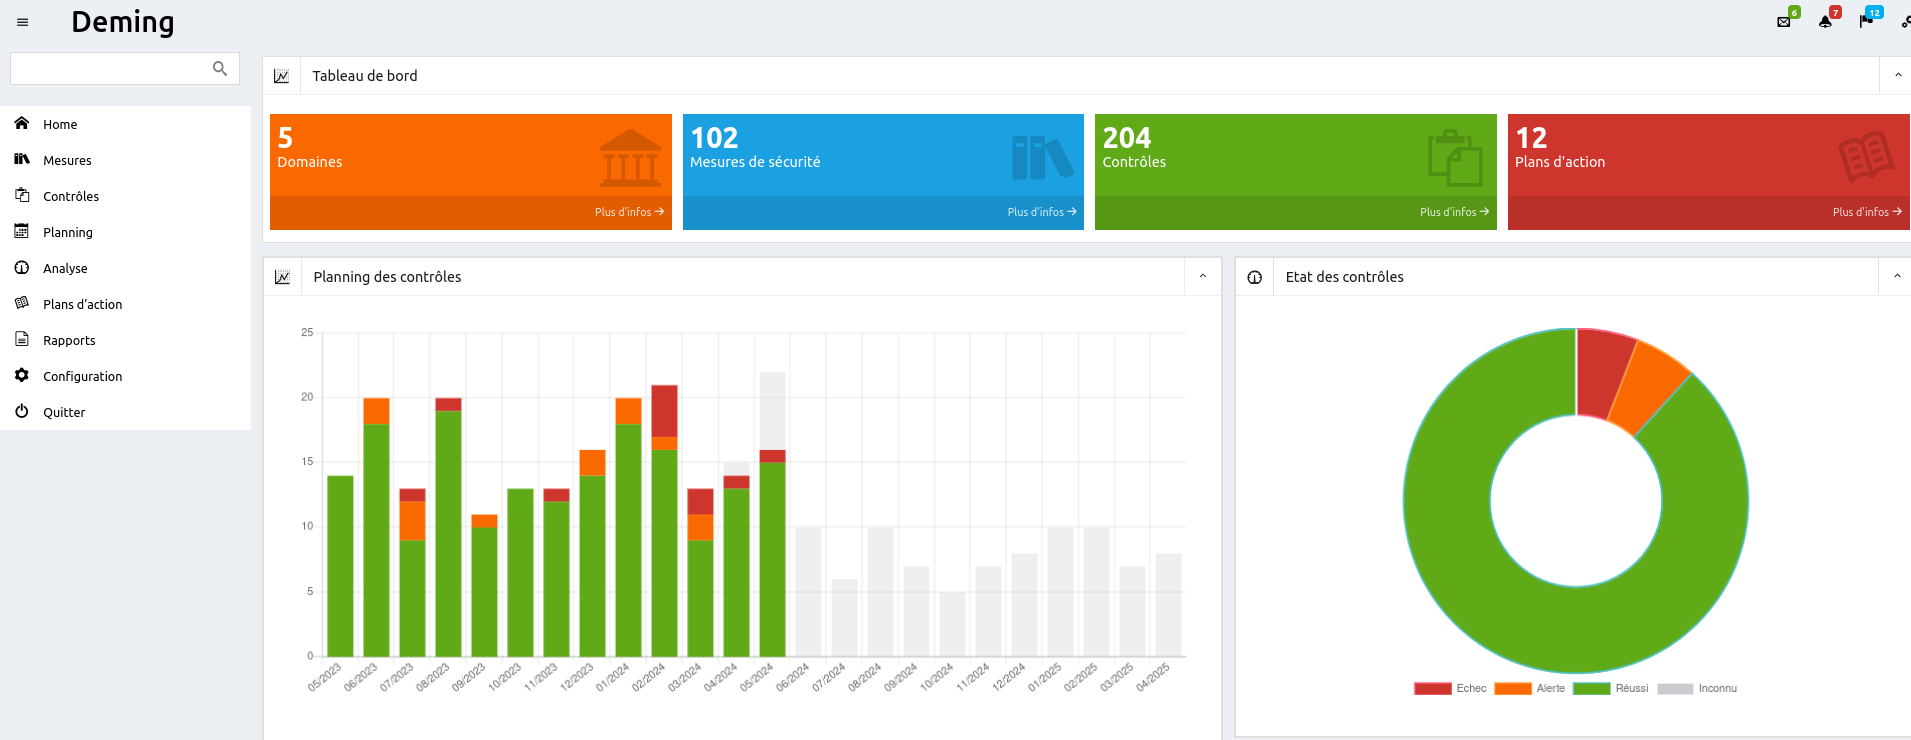 Deming
6
7
12
Home
Mesures
Contrôles
Planning
Analyse
Plans d'action
Rapports
Configuration
Quitter
Tableau de bord
5
Domaines
Plus d'infos
102
Mesures de sécurité
Plus d'infos
204
Contrôles
Plus d'infos
12
Plans d'action
Plus d'infos
Planning des contrôles
25
20
15
10
5
0
05/2023 06/2023 07/2023 08/2023 09/2023 10/2023 11/2023 12/2023 01/2024 02/2024 03/2024 04/2024 05/2024 06/2024 07/2024 08/2024 09/2024 10/2024 11/2024 12/2024 01/2025 02/2025 03/2025 04/2025
Etat des contrôles
Echec Alerte Réussi Inconnu